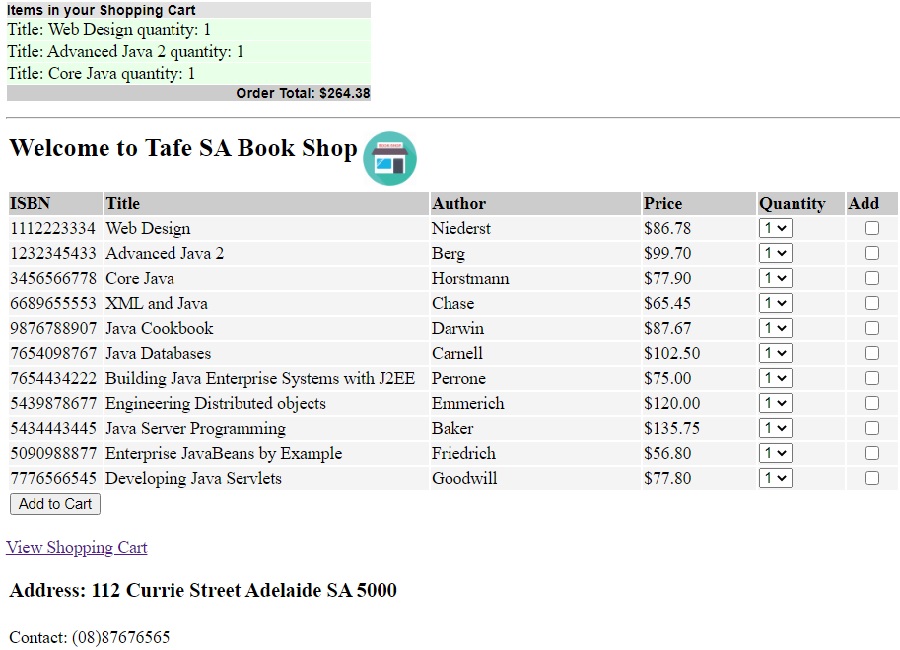 Items in your Shopping Cart
Title: Web Design quantity: 1
Title: Advanced Java 2 quantity: 1
Title: Core Java quantity: 1
Order Total: $264.38
Welcome to Tafe SA Book Shop
ISBN Title Author Price Quantity Add
1112223334 Web Design Niederst $86.78 1
1232345433 Advanced Java 2 Berg $99.70 1
3456566778 Core Java Horstmann $77.90 1
6689655553 XML and Java Chase $65.45 1
9876788907 Java Cookbook Darwin $87.67 1
7654098767 Java Databases Carnell $102.50 1
7654434222 Building Java Enterprise Systems with J2EE Perrone $75.00 1
5439878677 Engineering Distributed objects Emmerich $120.00 1
5434443445 Java Server Programming Baker $135.75 1
5090988877 Enterprise JavaBeans by Example Friedrich $56.80 1
7776566545 Developing Java Servlets Goodwill $77.80 1
Add to Cart
View Shopping Cart
Address: 112 Currie Street Adelaide SA 5000
Contact: (08)87676565